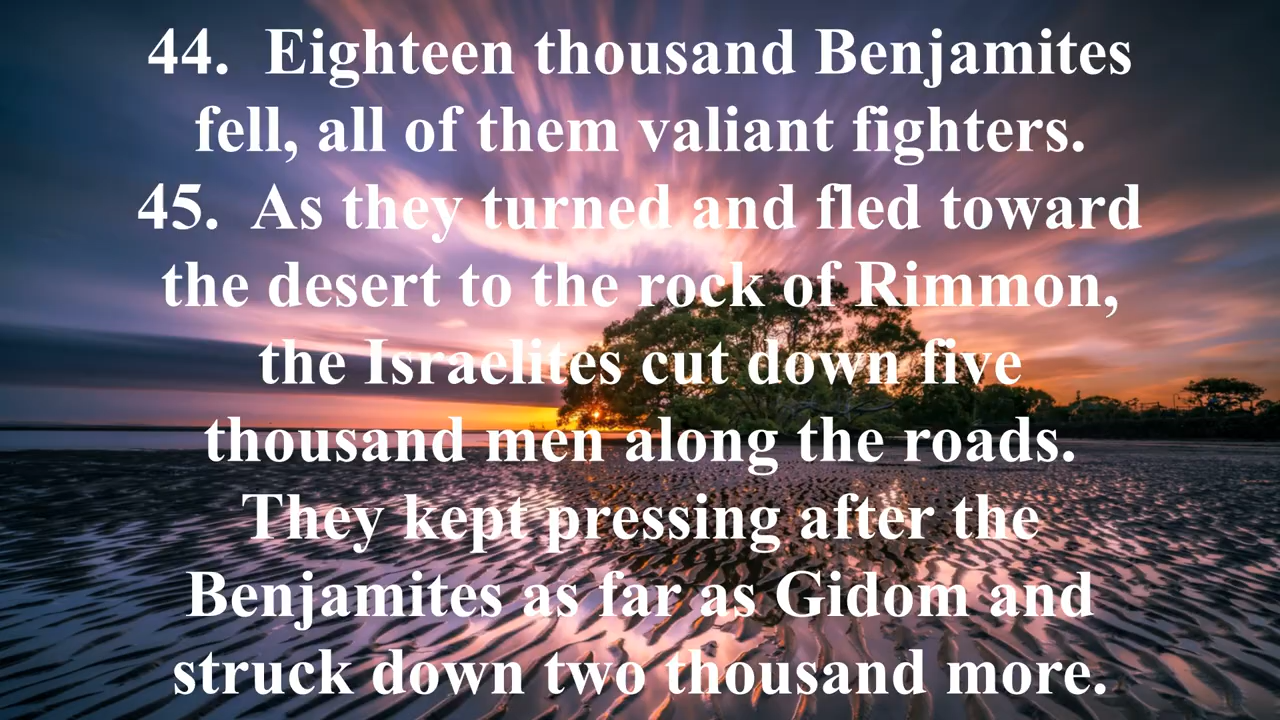 44.  Eighteen thousand Benjamites
fell, all of them valiant fighters.
45.  As they turned and fled toward
the desert to the rock of Rimmon,
the Israelites cut down five
thousand men along the roads.
They kept pressing after the
Benjamites as far as Gidom and
struck down two thousand more.